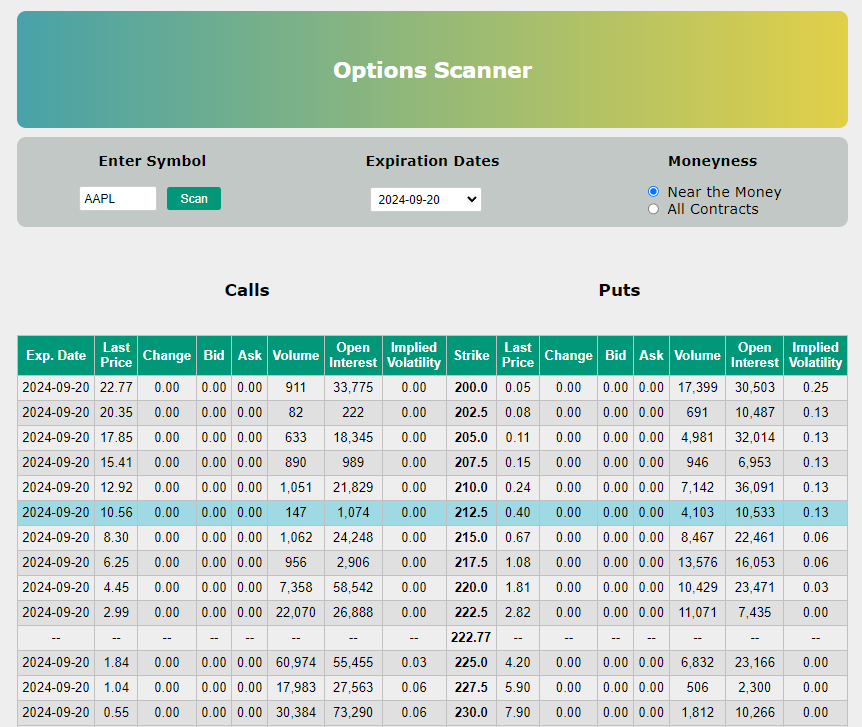 Options Scanner
Enter Symbol Expiration Dates Moneyness
AAPL Scan 2024-09-20 Near the Money
All Contracts
Calls Puts
Exp. Date Last Price Change Bid Ask Volume Open Interest Implied Volatility Strike Last Price Change Bid Ask Volume Open Interest Implied Volatility
2024-09-20 22.77 0.00 0.00 0.00 911 33,775 0.00 200.0 0.05 0.00 0.00 0.00 17,399 30,503 0.25
2024-09-20 20.35 0.00 0.00 0.00 82 222 0.00 202.5 0.08 0.00 0.00 0.00 691 10,487 0.13
2024-09-20 17.85 0.00 0.00 0.00 633 18,345 0.00 205.0 0.11 0.00 0.00 0.00 4,981 32,014 0.13
2024-09-20 15.41 0.00 0.00 0.00 890 989 0.00 207.5 0.15 0.00 0.00 0.00 946 6,953 0.13
2024-09-20 12.92 0.00 0.00 0.00 1,051 21,829 0.00 210.0 0.24 0.00 0.00 0.00 7,142 36,091 0.13
2024-09-20 10.56 0.00 0.00 0.00 147 1,074 0.00 212.5 0.40 0.00 0.00 0.00 4,103 10,533 0.13
2024-09-20 8.30 0.00 0.00 0.00 1,062 24,248 0.00 215.0 0.67 0.00 0.00 0.00 8,467 22,461 0.06
2024-09-20 6.25 0.00 0.00 0.00 956 2,906 0.00 217.5 1.08 0.00 0.00 0.00 13,576 16,053 0.06
2024-09-20 4.45 0.00 0.00 0.00 7,358 58,542 0.00 220.0 1.81 0.00 0.00 0.00 10,429 23,471 0.03
2024-09-20 2.99 0.00 0.00 0.00 22,070 26,888 0.00 222.5 2.82 0.00 0.00 0.00 11,071 7,435 0.00
-- -- -- -- -- -- -- -- 222.77 -- -- -- -- -- -- --
2024-09-20 1.84 0.00 0.00 0.00 60,974 55,455 0.03 225.0 4.20 0.00 0.00 0.00 6,832 23,166 0.00
2024-09-20 1.04 0.00 0.00 0.00 17,983 27,563 0.06 227.5 5.90 0.00 0.00 0.00 506 2,300 0.00
2024-09-20 0.55 0.00 0.00 0.00 30,384 73,290 0.06 230.0 7.90 0.00 0.00 0.00 1,812 10,266 0.00